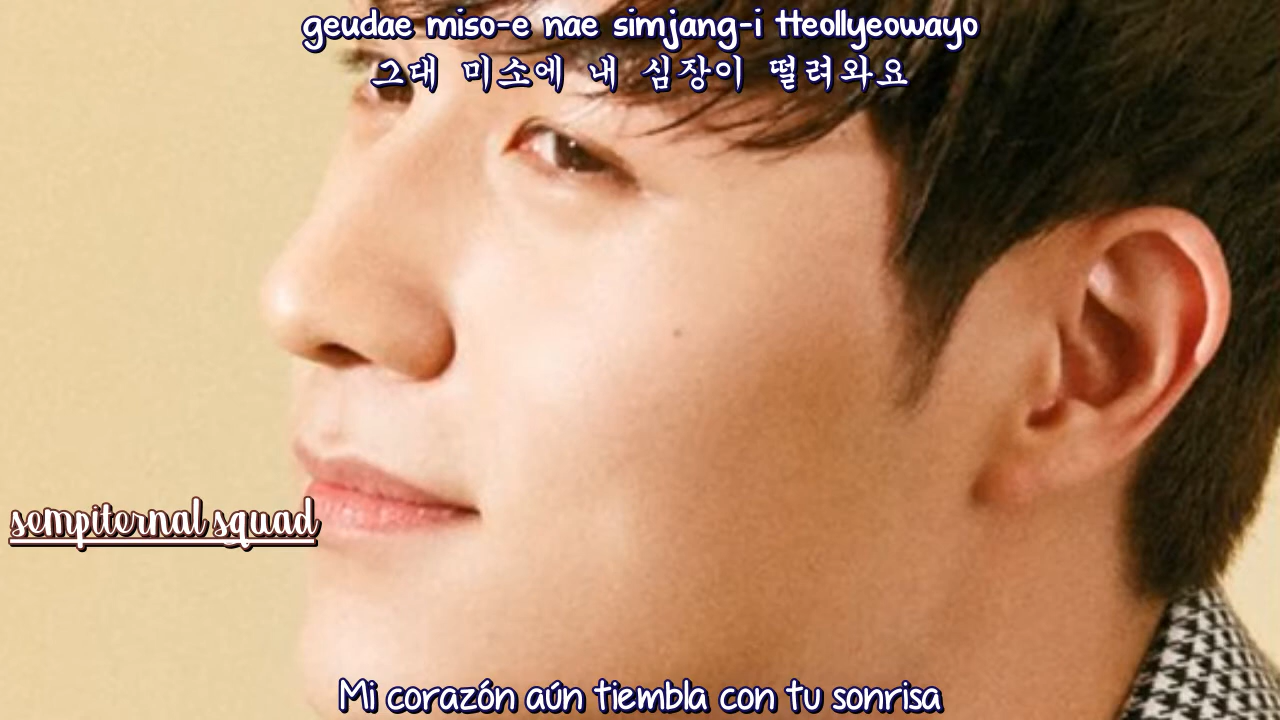 geudae miso-e nae simjang-i tteollyeowayo
그대 미소에 내 심장이 떨려와요
sempiternal squad
Mi corazón aún tiembla con tu sonrisa